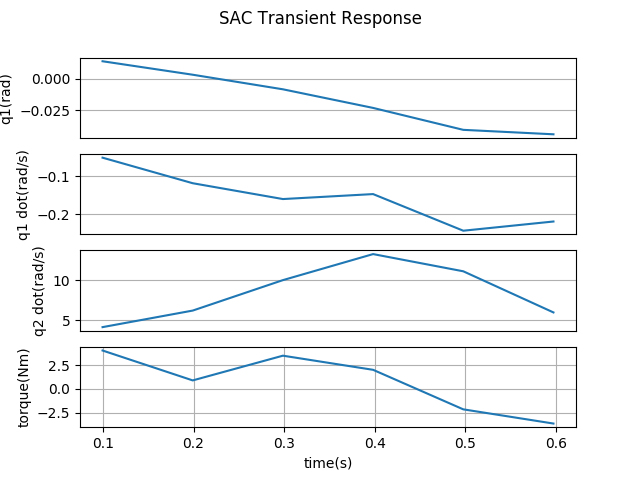 SAC Transient Response
q1(rad)
0.000
−0.025
q1 dot(rad/s)
−0.1
−0.2
q2 dot(rad/s)
10
5
torque(Nm)
2.5
0.0
−2.5
0.1 0.2 0.3 0.4 0.5 0.6
time(s)